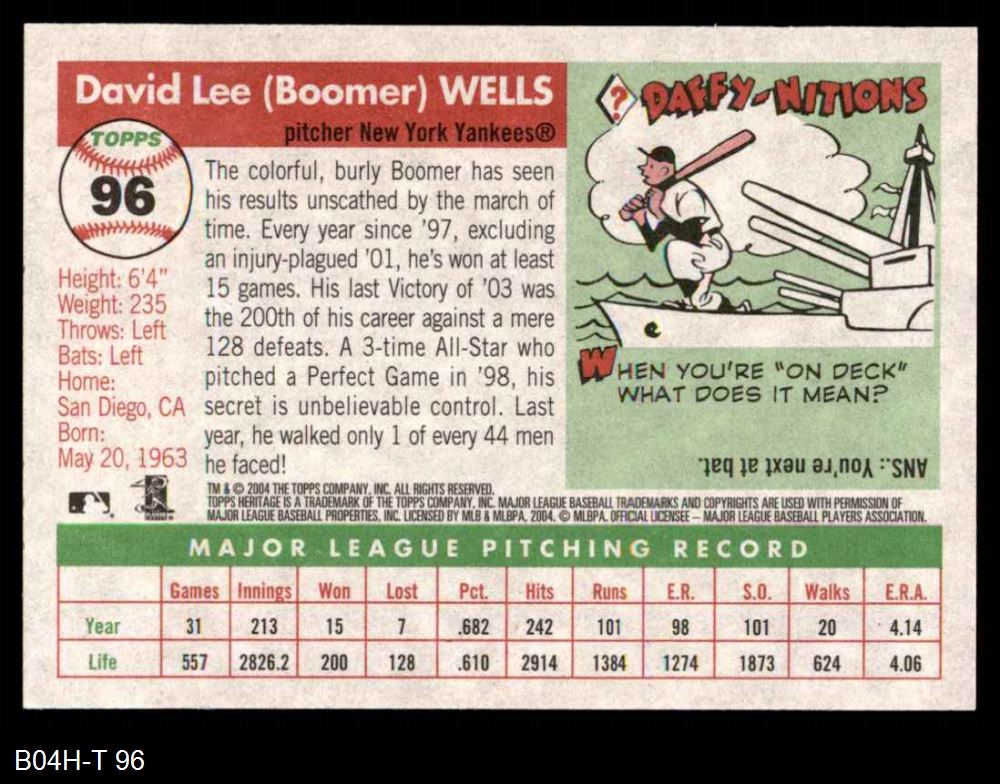 David Lee (Boomer) WELLS
pitcher New York Yankees®
TOPPS
96
Height: 6'4"
Weight: 235
Throws: Left
Bats: Left
Home:
San Diego, CA
Born:
May 20, 1963
The colorful, burly Boomer has seen
his results unscathed by the march of
time. Every year since '97, excluding
an injury-plagued '01, he's won at least
15 games. His last Victory of '03 was
the 200th of his career against a mere
128 defeats. A 3-time All-Star who
pitched a Perfect Game in '98, his
secret is unbelievable control. Last
year, he walked only 1 of every 44 men
he faced!
? DAFFY-NITIONS
WHEN YOU'RE "ON DECK"
WHAT DOES IT MEAN?
ANS.: You're next at bat.
TM & © 2004 THE TOPPS COMPANY, INC. ALL RIGHTS RESERVED.
TOPPS HERITAGE IS A TRADEMARK OF THE TOPPS COMPANY, INC. MAJOR LEAGUE BASEBALL TRADEMARKS AND COPYRIGHTS ARE USED WITH PERMISSION OF
MAJOR LEAGUE BASEBALL PROPERTIES, INC. LICENSED BY MLB & MLBPA, 2004. © MLBPA. OFFICIAL LICENSEE – MAJOR LEAGUE BASEBALL PLAYERS ASSOCIATION.
MAJOR LEAGUE PITCHING RECORD
Games Innings Won Lost Pct. Hits Runs E.R. S.O. Walks E.R.A.
Year 31 213 15 7 .682 242 101 98 101 20 4.14
Life 557 2826.2 200 128 .610 2914 1384 1274 1873 624 4.06
B04H-T 96